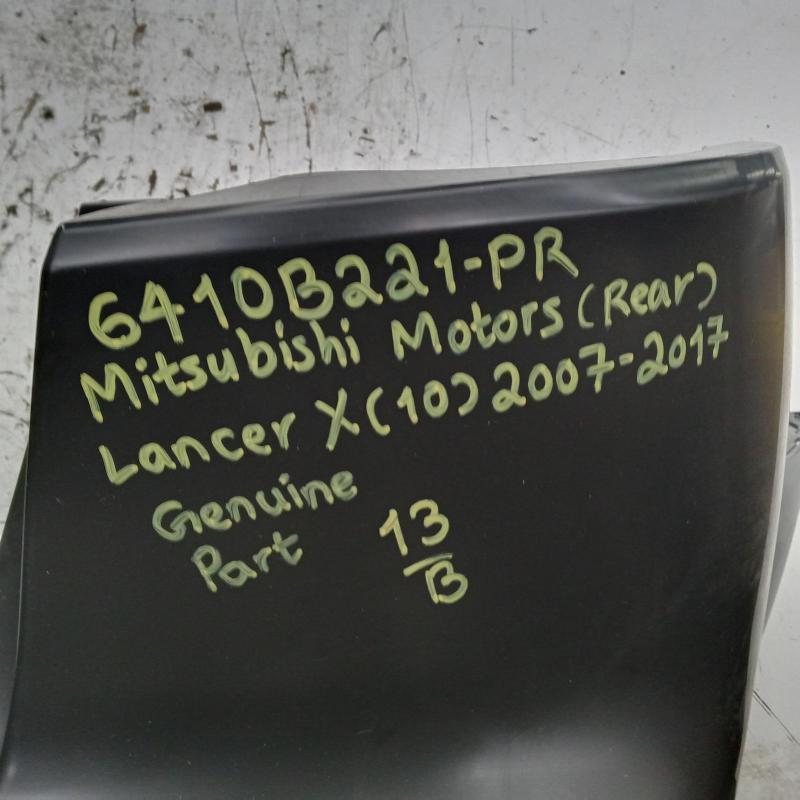 6410B221-PR
Mitsubishi Motors (Rear)
Lancer X (10) 2007-2017
Genuine
Part
13
B